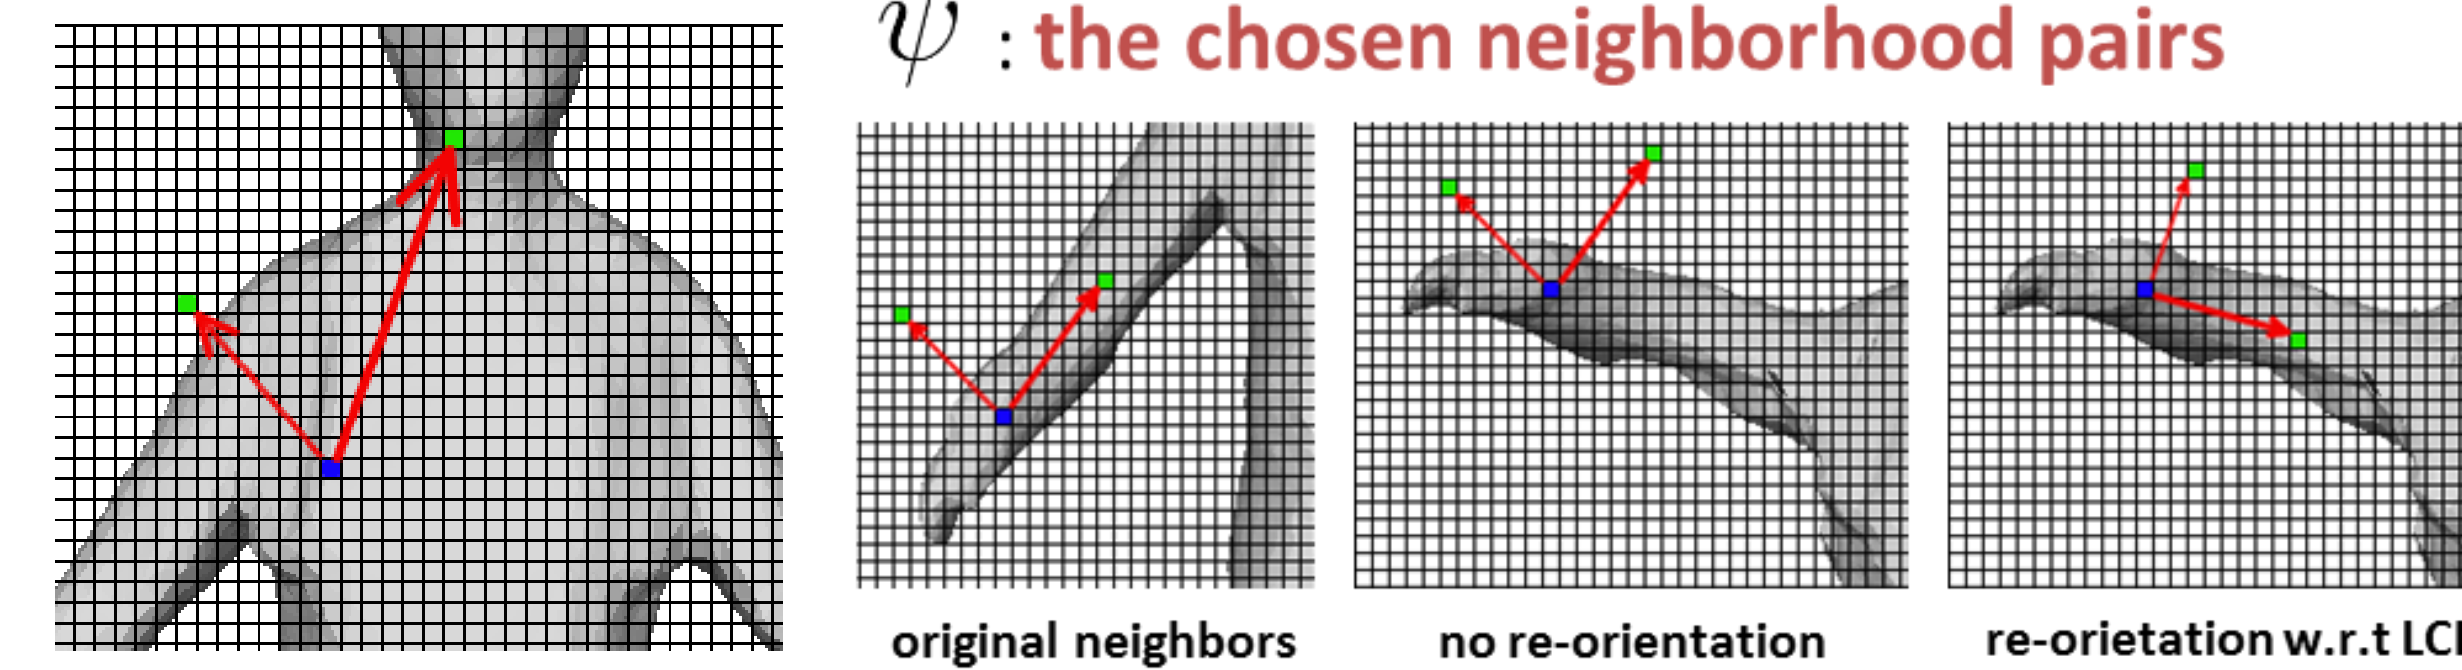 ψ : the chosen neighborhood pairs
original neighbors
no re-orientation
re-orietation w.r.t